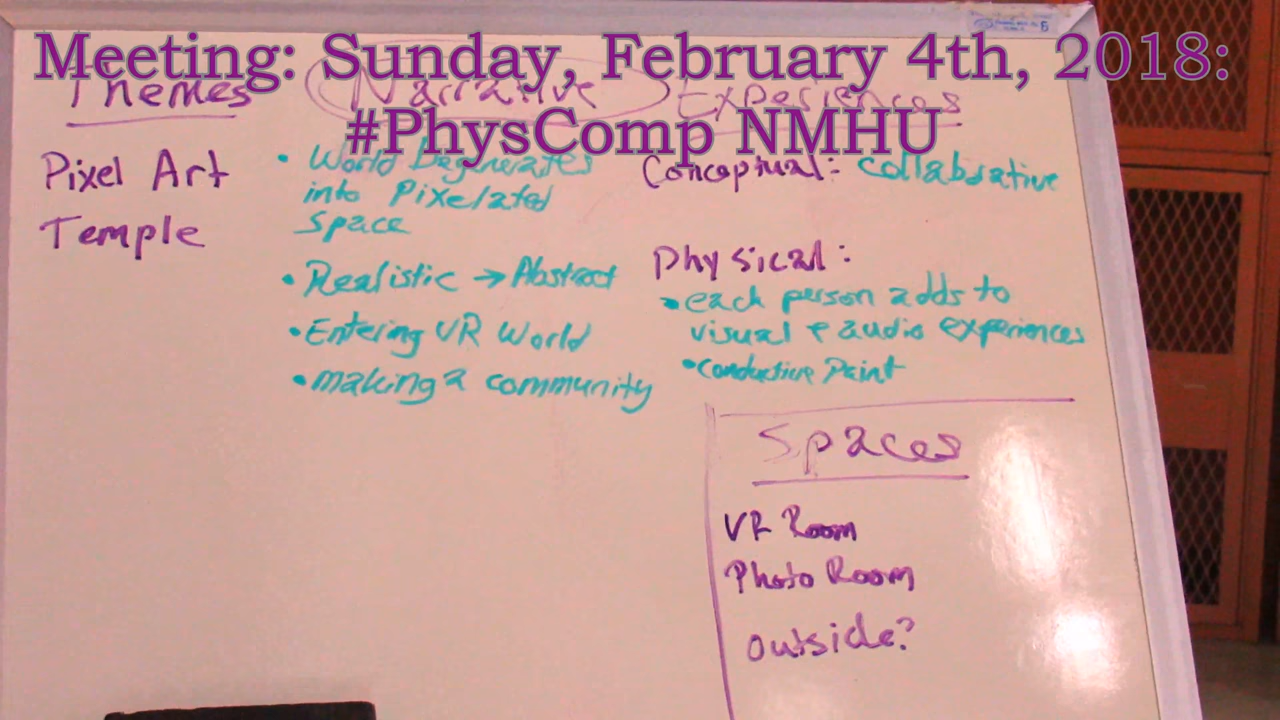 Meeting: Sunday, February 4th, 2018:
#PhysComp NMHU
Themes
Pixel Art
Temple
Narrative
• World Degenerates
into Pixelated
Space
• Realistic → Abstract
• Entering VR World
• making a community
Experiences
Conceptual: collaborative
Physical:
• each person adds to
visual & audio experiences
• Conductive Paint
Spaces
VR Room
Photo Room
outside?